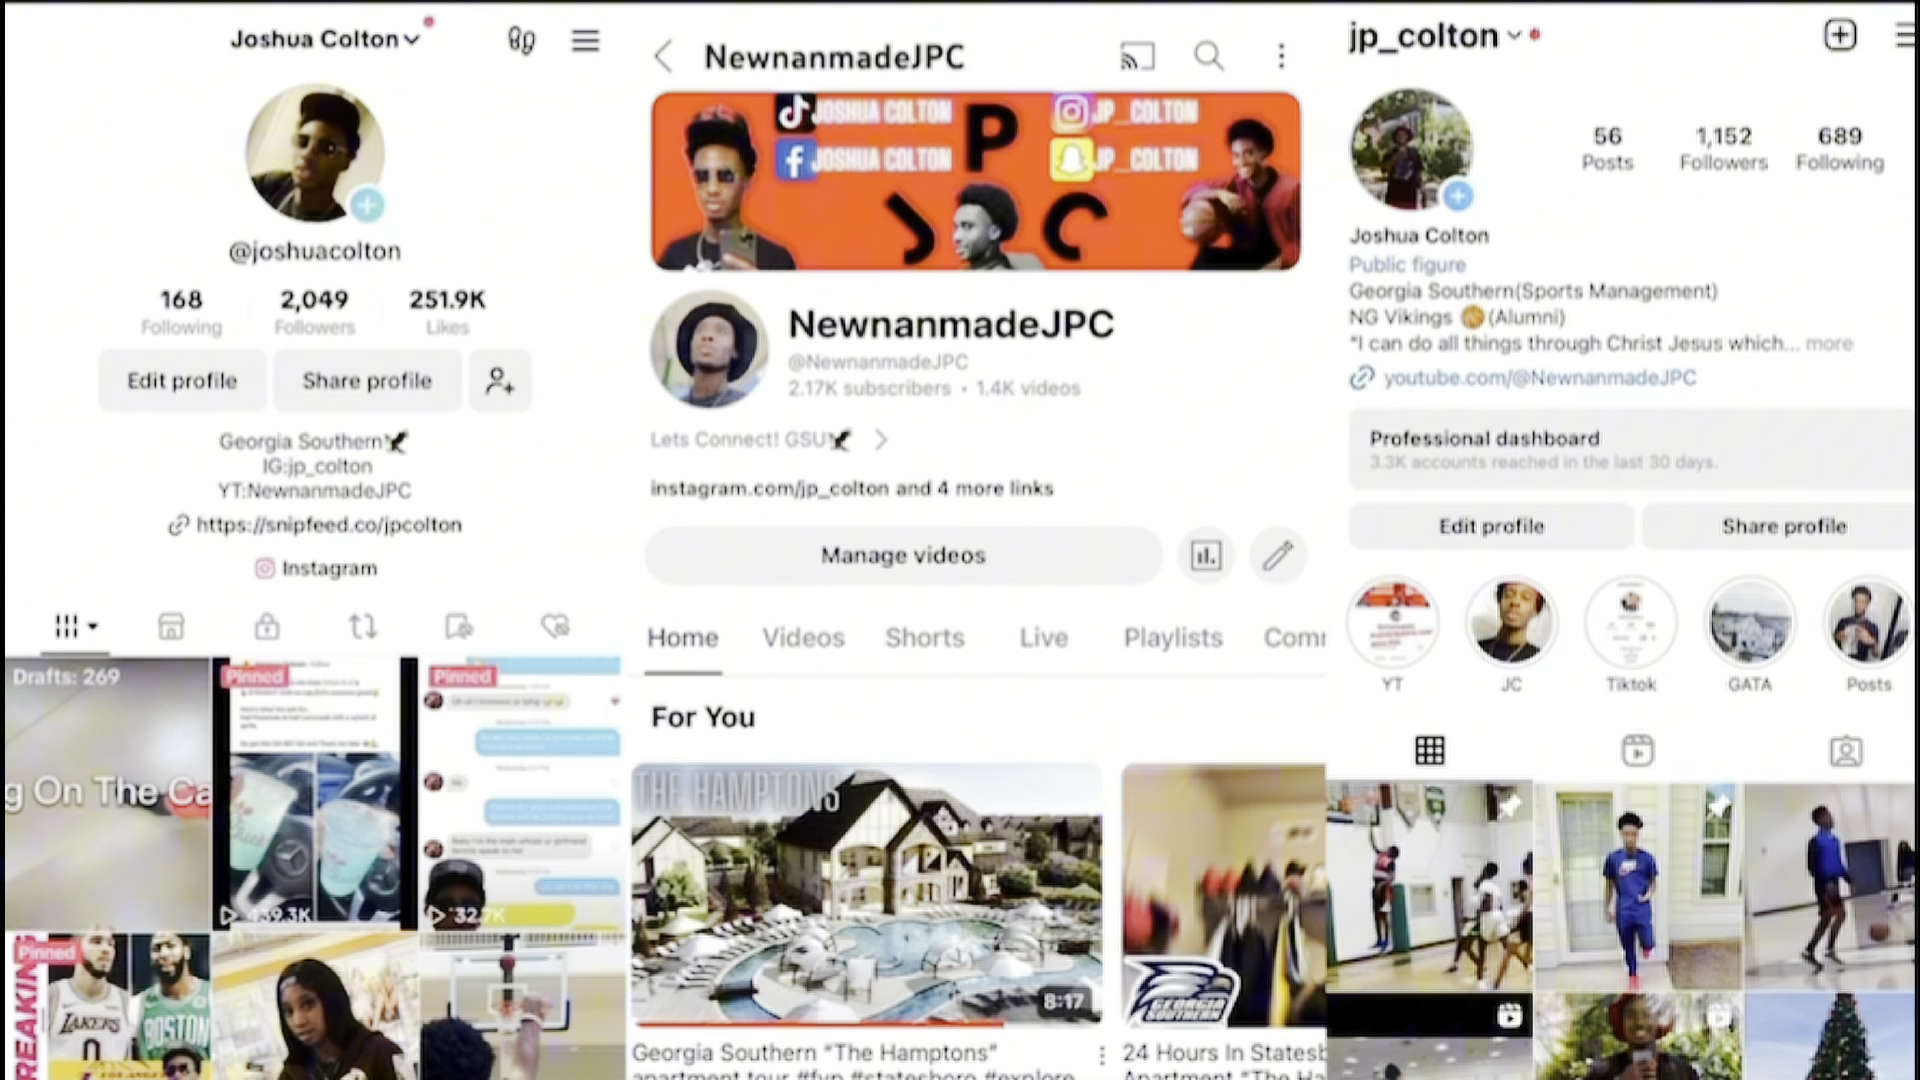 Joshua Colton
@joshuacolton
168
Following
2,049
Followers
251.9K
Likes
Edit profile
Share profile
Georgia Southern
IG:jp_colton
YT:NewnanmadeJPC
https://snipfeed.co/jpcolton
Instagram
Drafts: 269
g On The Ca
Pinned
439.3K
Pinned
32.7K
Pinned
REAKING
LAKERS
0
BOSTON
NewnanmadeJPC
JOSHUA COLTON
JP_COLTON
JOSHUA COLTON
JP_COLTON
J P C
NewnanmadeJPC
@NewnanmadeJPC
2.17K subscribers • 1.4K videos
Lets Connect! GSU
instagram.com/jp_colton and 4 more links
Manage videos
Home
Videos
Shorts
Live
Playlists
Com
For You
THE HAMPTONS
8:17
GEORGIA
SOUTHERN
Georgia Southern “The Hamptons”
apartment tour #fyp #statesboro #explore
24 Hours In Statesb
Apartment “The Ha
jp_colton
56
Posts
1,152
Followers
689
Following
Joshua Colton
Public figure
Georgia Southern(Sports Management)
NG Vikings (Alumni)
“I can do all things through Christ Jesus which... more
youtube.com/@NewnanmadeJPC
Professional dashboard
3.3K accounts reached in the last 30 days.
Edit profile
Share profile
YT
JC
Tiktok
GATA
Posts